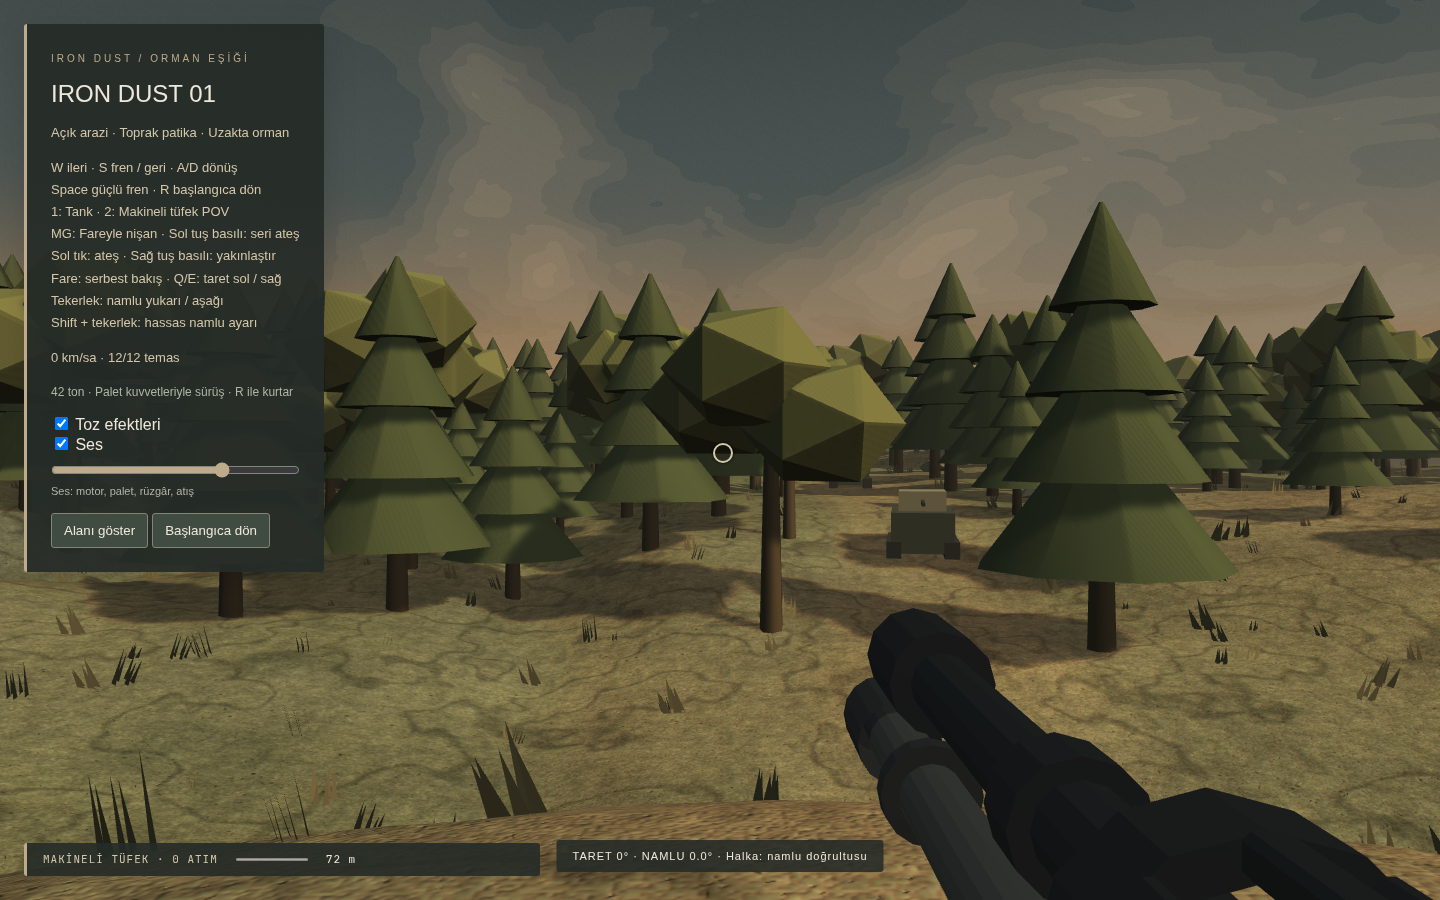 IRON DUST / ORMAN EŞİĞİ
IRON DUST 01
Açık arazi · Toprak patika · Uzakta orman
W ileri · S fren / geri · A/D dönüş
Space güçlü fren · R başlangıca dön
1: Tank · 2: Makineli tüfek POV
MG: Fareyle nişan · Sol tuş basılı: seri ateş
Sol tık: ateş · Sağ tuş basılı: yakınlaştır
Fare: serbest bakış · Q/E: taret sol / sağ
Tekerlek: namlu yukarı / aşağı
Shift + tekerlek: hassas namlu ayarı
0 km/sa · 12/12 temas
42 ton · Palet kuvvetleriyle sürüş · R ile kurtar
Toz efektleri
Ses
Ses: motor, palet, rüzgâr, atış
Alanı göster Başlangıca dön
MAKİNELİ TÜFEK · 0 ATIM 72 m
TARET 0° · NAMLU 0.0° · Halka: namlu doğrultusu